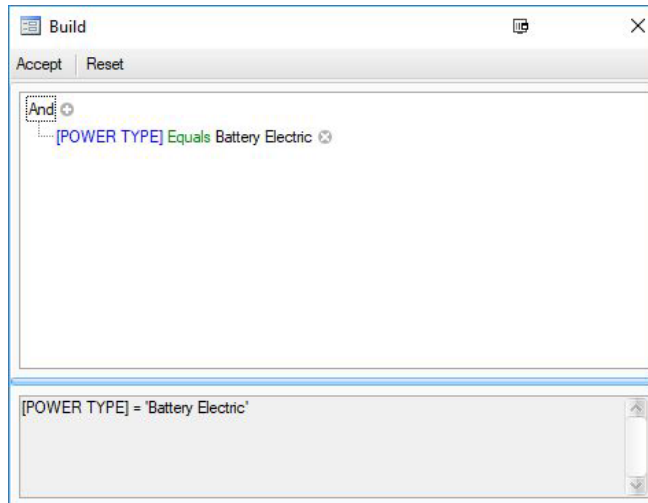 Build
Accept Reset
And
[POWER TYPE] Equals Battery Electric
[POWER TYPE] = 'Battery Electric'